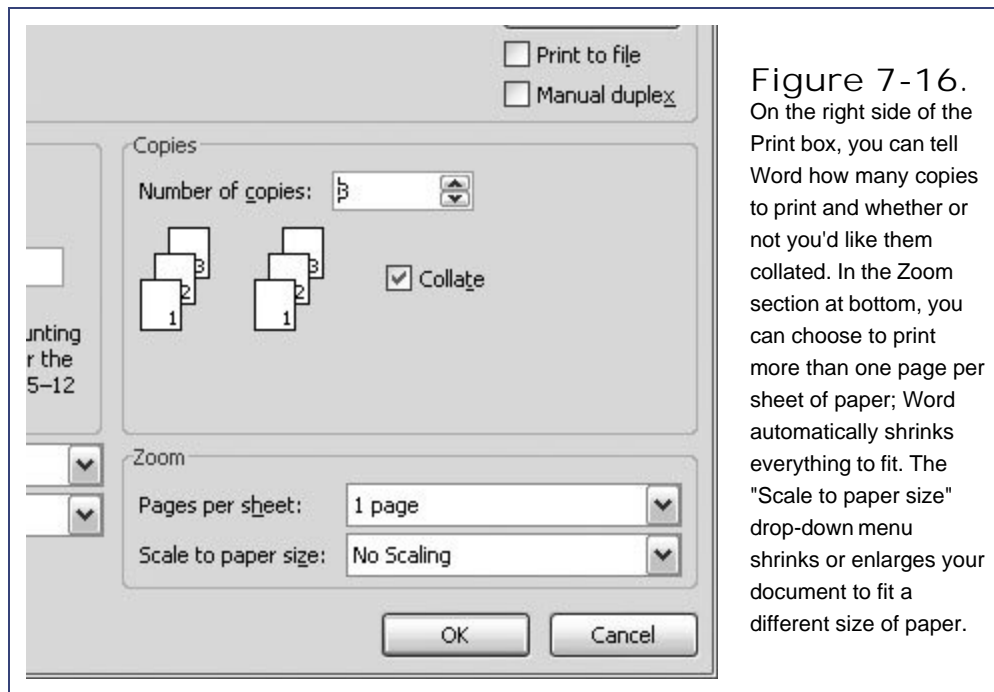 Print to file
Manual duplex
Copies
Number of copies: 3
3 3
2 2
1 1
Collate
unting
r the
5–12
Zoom
Pages per sheet: 1 page
Scale to paper size: No Scaling
OK Cancel
Figure 7-16.
On the right side of the
Print box, you can tell
Word how many copies
to print and whether or
not you'd like them
collated. In the Zoom
section at bottom, you
can choose to print
more than one page per
sheet of paper; Word
automatically shrinks
everything to fit. The
"Scale to paper size"
drop-down menu
shrinks or enlarges your
document to fit a
different size of paper.